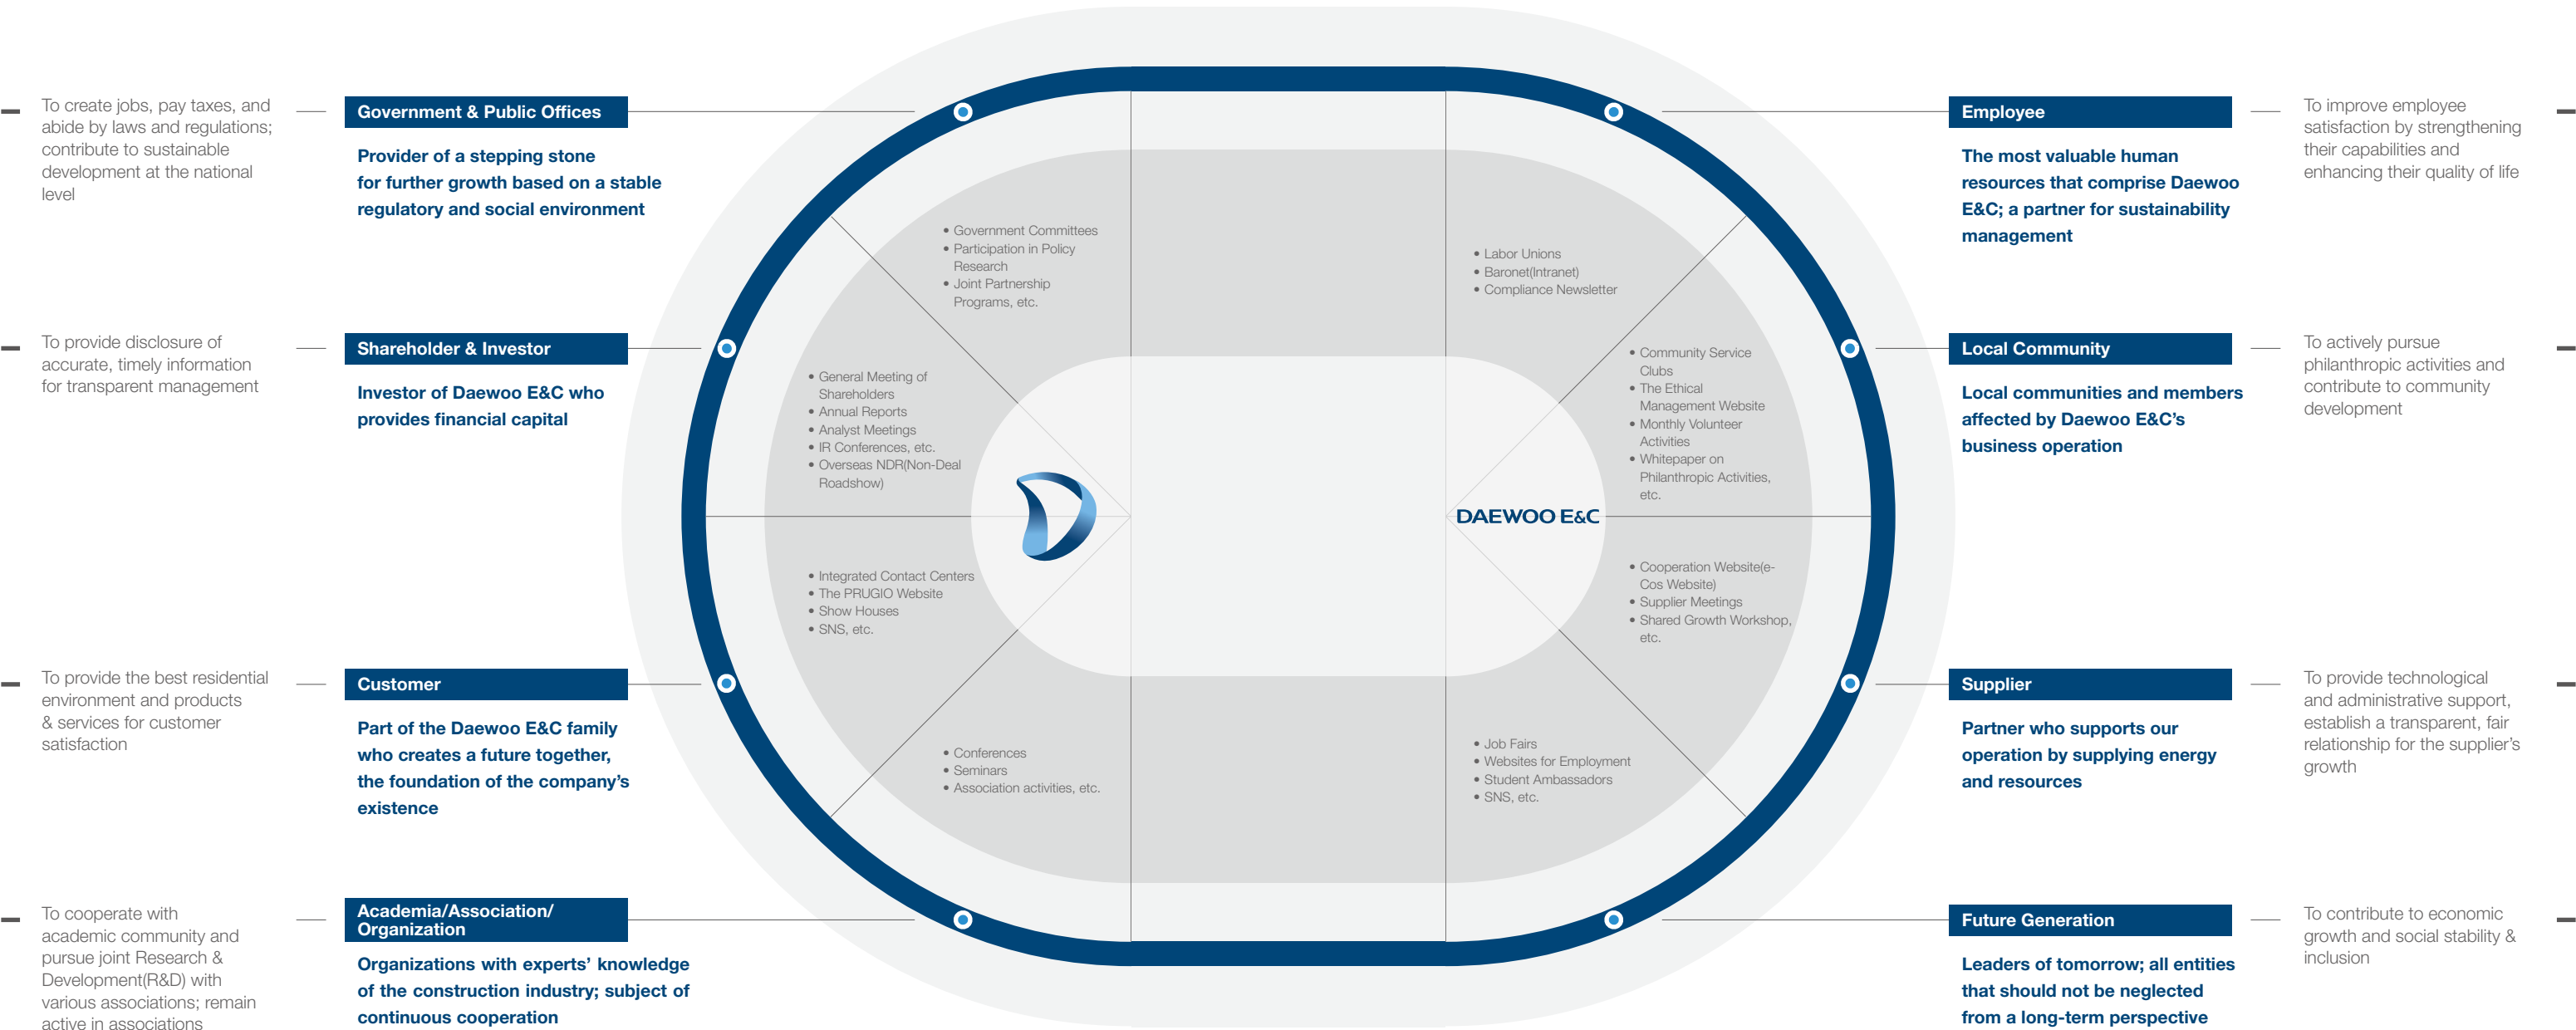 To create jobs, pay taxes, and
abide by laws and regulations;
contribute to sustainable
development at the national
level
Government & Public Offices
Provider of a stepping stone
for further growth based on a stable
regulatory and social environment
• Government Committees
• Participation in Policy
Research
• Joint Partnership
Programs, etc.
To provide disclosure of
accurate, timely information
for transparent management
Shareholder & Investor
Investor of Daewoo E&C who
provides financial capital
• General Meeting of
Shareholders
• Annual Reports
• Analyst Meetings
• IR Conferences, etc.
• Overseas NDR(Non-Deal
Roadshow)
To provide the best residential
environment and products
& services for customer
satisfaction
Customer
Part of the Daewoo E&C family
who creates a future together,
the foundation of the company’s
existence
• Integrated Contact Centers
• The PRUGIO Website
• Show Houses
• SNS, etc.
To cooperate with
academic community and
pursue joint Research &
Development(R&D) with
various associations; remain
active in associations
Academia/Association/
Organization
Organizations with experts’ knowledge
of the construction industry; subject of
continuous cooperation
• Conferences
• Seminars
• Association activities, etc.
DAEWOO E&C
• Labor Unions
• Baronet(Intranet)
• Compliance Newsletter
Employee
The most valuable human
resources that comprise Daewoo
E&C; a partner for sustainability
management
To improve employee
satisfaction by strengthening
their capabilities and
enhancing their quality of life
• Community Service
Clubs
• The Ethical
Management Website
• Monthly Volunteer
Activities
• Whitepaper on
Philanthropic Activities,
etc.
Local Community
Local communities and members
affected by Daewoo E&C’s
business operation
To actively pursue
philanthropic activities and
contribute to community
development
• Cooperation Website(e-
Cos Website)
• Supplier Meetings
• Shared Growth Workshop,
etc.
Supplier
Partner who supports our
operation by supplying energy
and resources
To provide technological
and administrative support,
establish a transparent, fair
relationship for the supplier’s
growth
• Job Fairs
• Websites for Employment
• Student Ambassadors
• SNS, etc.
Future Generation
Leaders of tomorrow; all entities
that should not be neglected
from a long-term perspective
To contribute to economic
growth and social stability &
inclusion